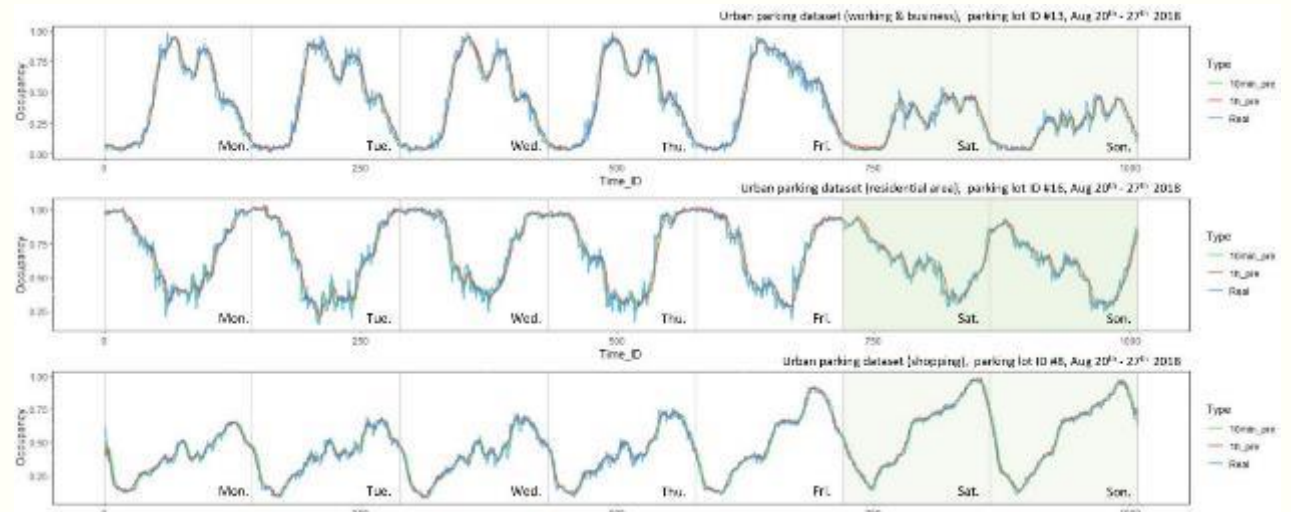 Urban parking dataset (working & business), parking lot ID #13, Aug 20th - 27th 2018
1.00
0.75
0.50
0.25
0.00
Occupancy
Mon. Tue. Wed. Thu. Fri. Sat. Son.
0 250 500 750 1000
Time_ID
Type
10min_pre
1h_pre
Real
Urban parking dataset (residential area), parking lot ID #16, Aug 20th - 27th 2018
1.00
0.75
0.50
0.25
Occupancy
Mon. Tue. Wed. Thu. Fri. Sat. Son.
0 250 500 750 1000
Time_ID
Type
10min_pre
1h_pre
Real
Urban parking dataset (shopping), parking lot ID #8, Aug 20th - 27th 2018
1.00
0.75
0.50
0.25
Occupancy
Mon. Tue. Wed. Thu. Fri. Sat. Son.
Type
10min_pre
1h_pre
Real